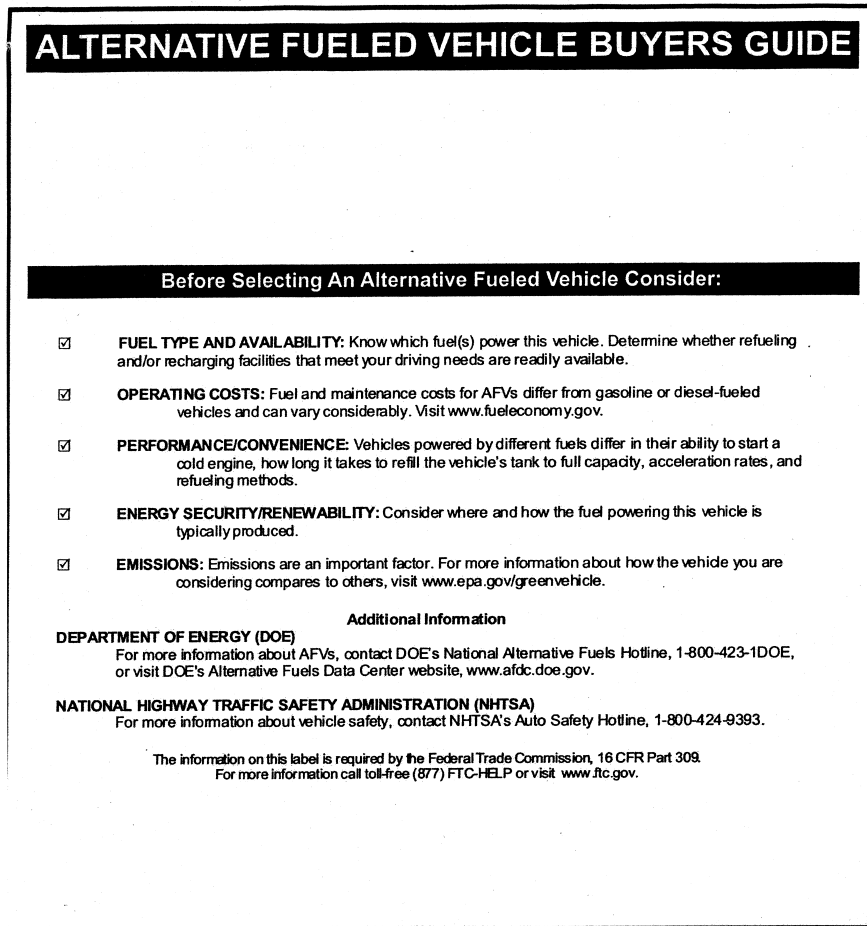 ALTERNATIVE FUELED VEHICLE BUYERS GUIDE
Before Selecting An Alternative Fueled Vehicle Consider:
☑ FUEL TYPE AND AVAILABILITY: Know which fuel(s) power this vehicle. Determine whether refueling
and/or recharging facilities that meet your driving needs are readily available.
☑ OPERATING COSTS: Fuel and maintenance costs for AFVs differ from gasoline or diesel-fueled
vehicles and can vary considerably. Visit www.fueleconomy.gov.
☑ PERFORMANCE/CONVENIENCE: Vehicles powered by different fuels differ in their ability to start a
cold engine, how long it takes to refill the vehicle's tank to full capacity, acceleration rates, and
refueling methods.
☑ ENERGY SECURITY/RENEWABILITY: Consider where and how the fuel powering this vehicle is
typically produced.
☑ EMISSIONS: Emissions are an important factor. For more information about how the vehicle you are
considering compares to others, visit www.epa.gov/greenvehicle.
Additional Information
DEPARTMENT OF ENERGY (DOE)
For more information about AFVs, contact DOE's National Alternative Fuels Hotline, 1-800-423-1DOE,
or visit DOE's Alternative Fuels Data Center website, www.afdc.doe.gov.
NATIONAL HIGHWAY TRAFFIC SAFETY ADMINISTRATION (NHTSA)
For more information about vehicle safety, contact NHTSA's Auto Safety Hotline, 1-800-424-9393.
The information on this label is required by the Federal Trade Commission, 16 CFR Part 309.
For more information call toll-free (877) FTC-HELP or visit www.ftc.gov.